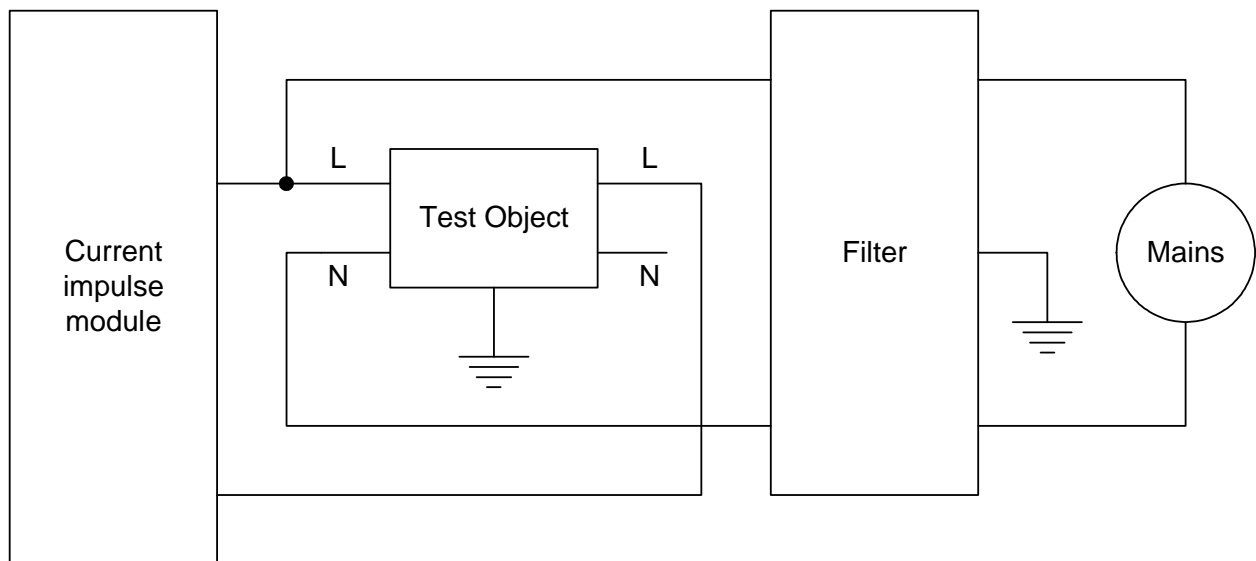 L
L
Test Object
N
N
Current
impulse
module
Filter
Mains